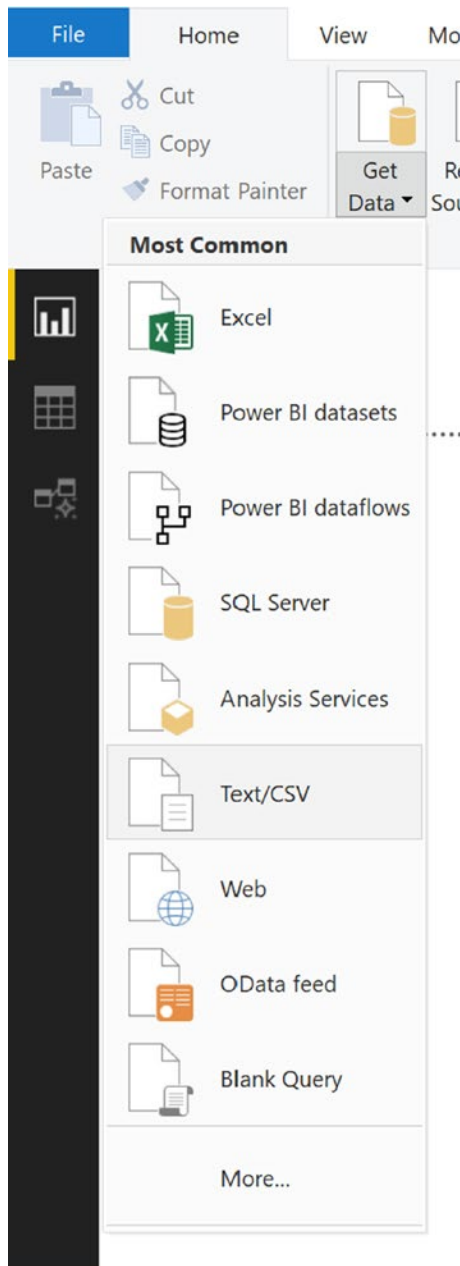 File Home View Mo
Cut
Copy
Paste
Format Painter
Get
Data
Most Common
Excel
Power BI datasets
Power BI dataflows
SQL Server
Analysis Services
Text/CSV
Web
OData feed
Blank Query
More...